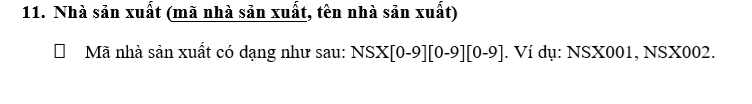 11. Nhà sản xuất (mã nhà sản xuất, tên nhà sản xuất)
□ Mã nhà sản xuất có dạng như sau: NSX[0-9][0-9][0-9]. Ví dụ: NSX001, NSX002.